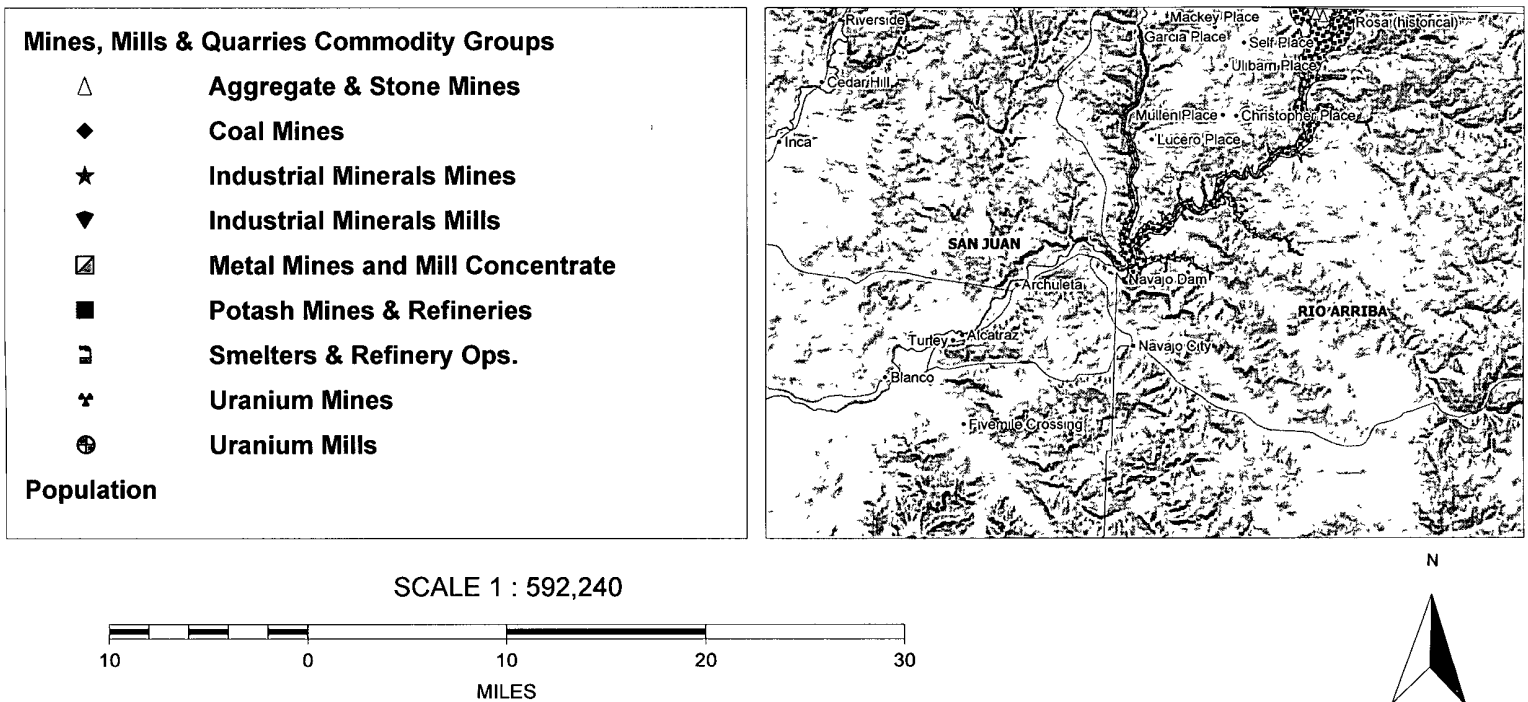 Mines, Mills & Quarries Commodity Groups
Aggregate & Stone Mines
Coal Mines
Industrial Minerals Mines
Industrial Minerals Mills
Metal Mines and Mill Concentrate
Potash Mines & Refineries
Smelters & Refinery Ops.
Uranium Mines
Uranium Mills
Population
Riverside
Mackey Place
Rosa (historical)
Garcia Place
Self Place
Ulibarri Place
Cedar Hill
Mullen Place
Christopher Place
Inca
Lucero Place
SAN JUAN
Navajo Dam
Archuleta
RIO ARRIBA
Turley
Alcatraz
Navajo City
Blanco
Fivemile Crossing
SCALE 1 : 592,240
10 0 10 20 30
MILES
N